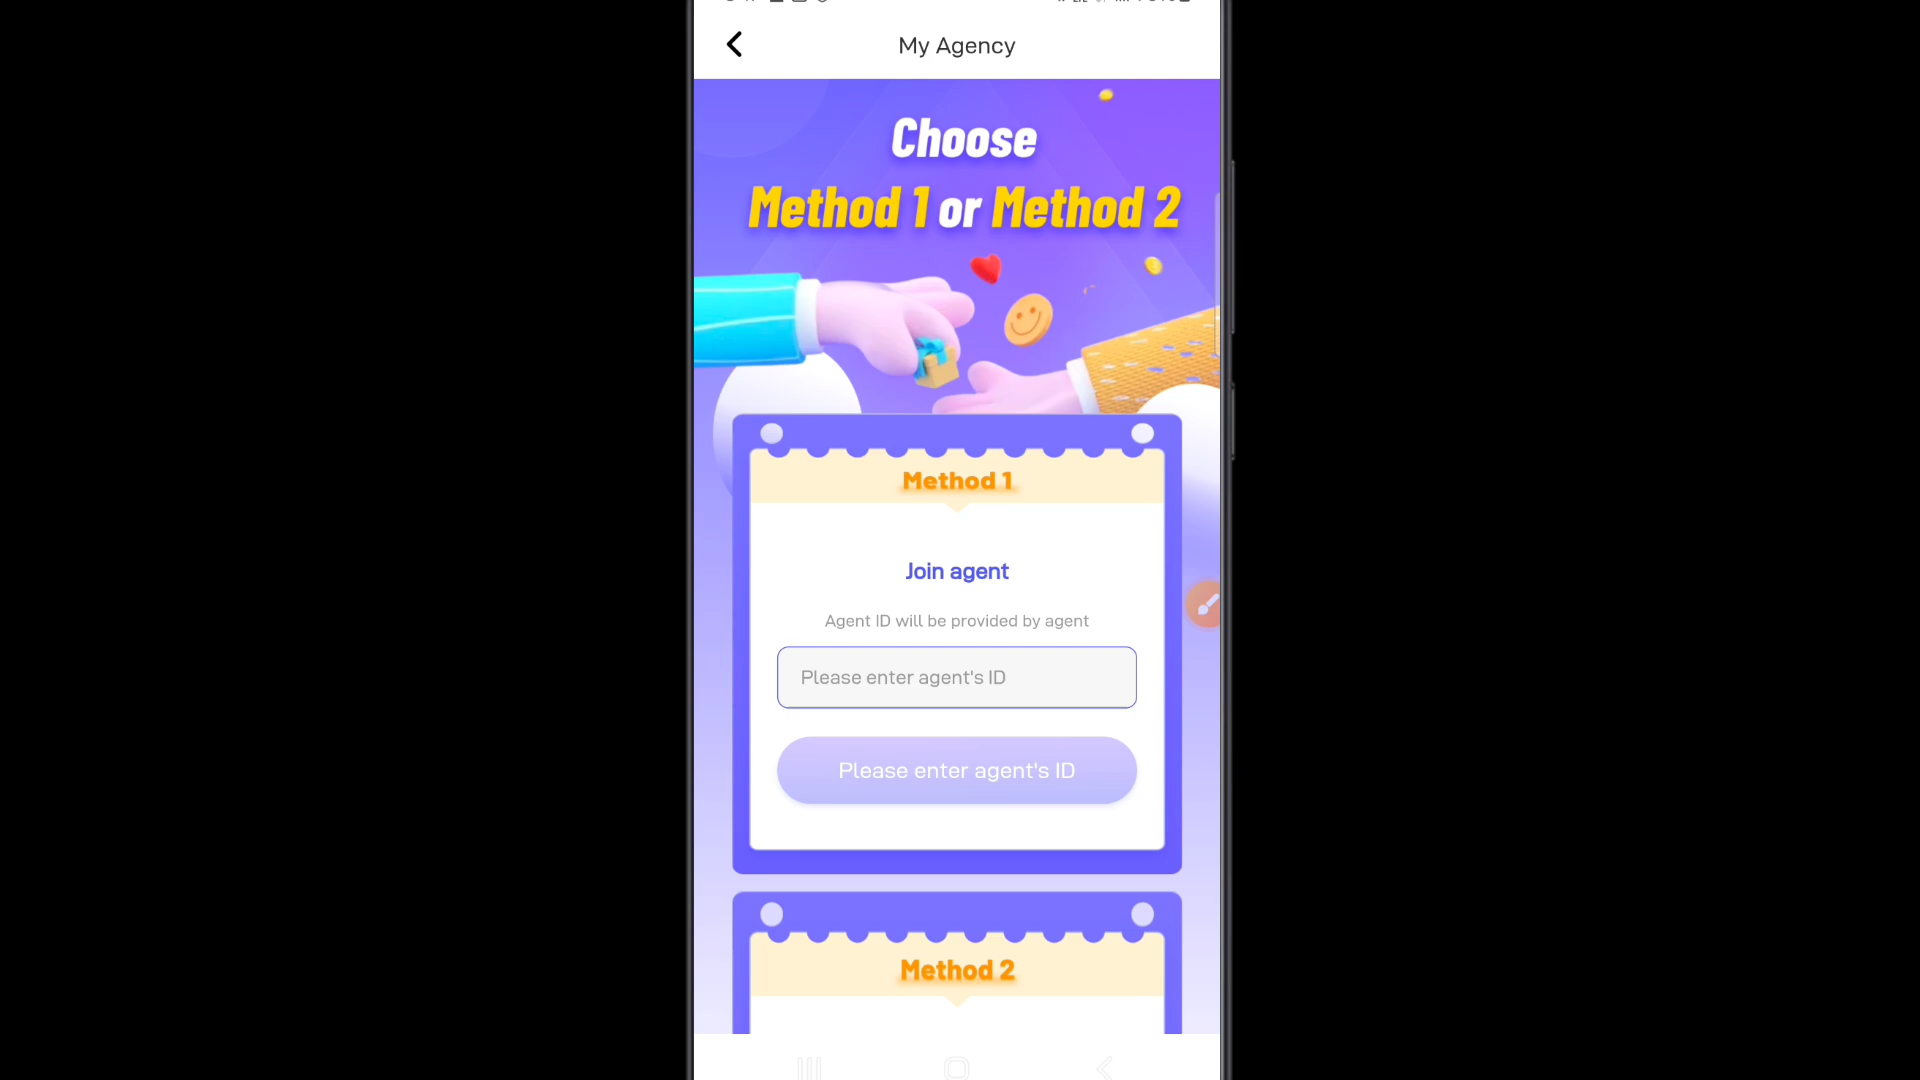 My Agency
Choose
Method 1 or Method 2
Method 1
Join agent
Agent ID will be provided by agent
Please enter agent's ID
Please enter agent's ID
Method 2